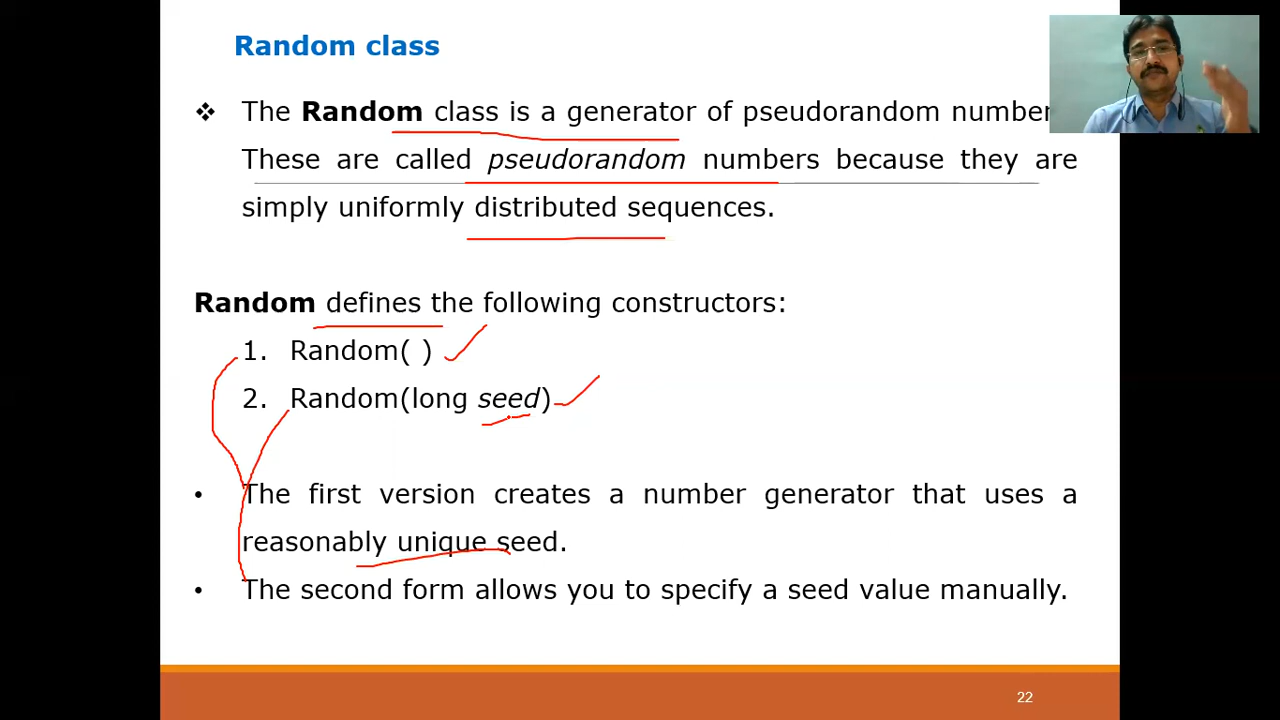 Random class
❖ The Random class is a generator of pseudorandom number
These are called pseudorandom numbers because they are
simply uniformly distributed sequences.
Random defines the following constructors:
1. Random( )
2. Random(long seed)
• The first version creates a number generator that uses a
reasonably unique seed.
• The second form allows you to specify a seed value manually.
22